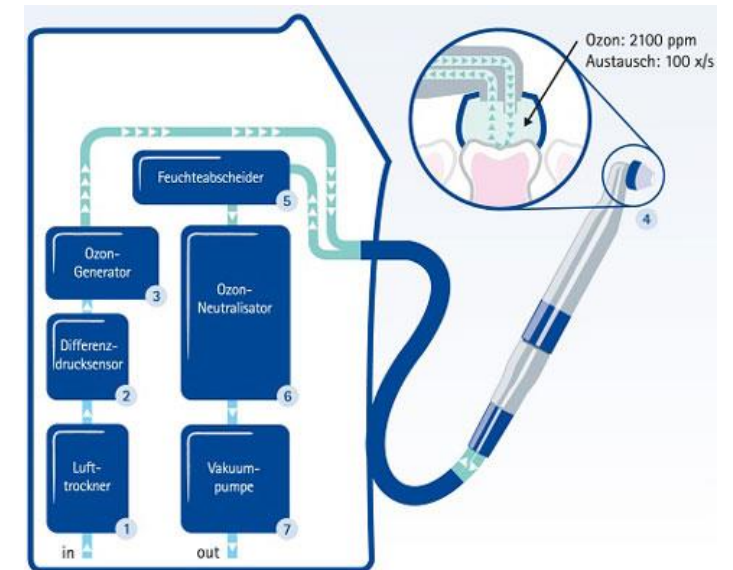 Ozon: 2100 ppm
Austausch: 100 x/s
4
Feuchteabscheider
5
Ozon-
Generator
3
Ozon-
Neutralisator
6
Differenz-
drucksensor
2
Luft-
trockner
1
Vakuum-
pumpe
7
in
out